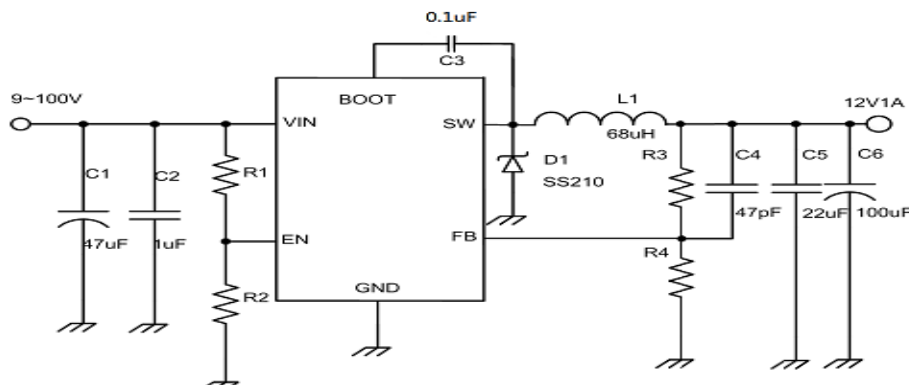 0.1uF
C3
9~100V
BOOT
L1
12V1A
VIN
SW
68uH
C1
C2
R1
D1
SS210
R3
C4
C5
C6
47uF
1uF
EN
FB
47pF
22uF
100uF
R2
GND
R4